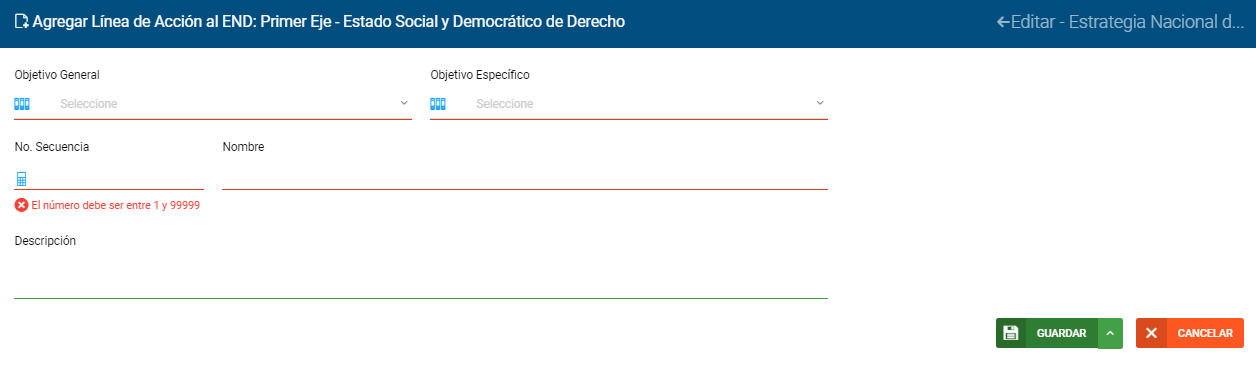 Agregar Línea de Acción al END: Primer Eje - Estado Social y Democrático de Derecho
Editar - Estrategia Nacional d...
Objetivo General
Objetivo Específico
Seleccione
Seleccione
No. Secuencia
Nombre
El número debe ser entre 1 y 99999
Descripción
GUARDAR
CANCELAR